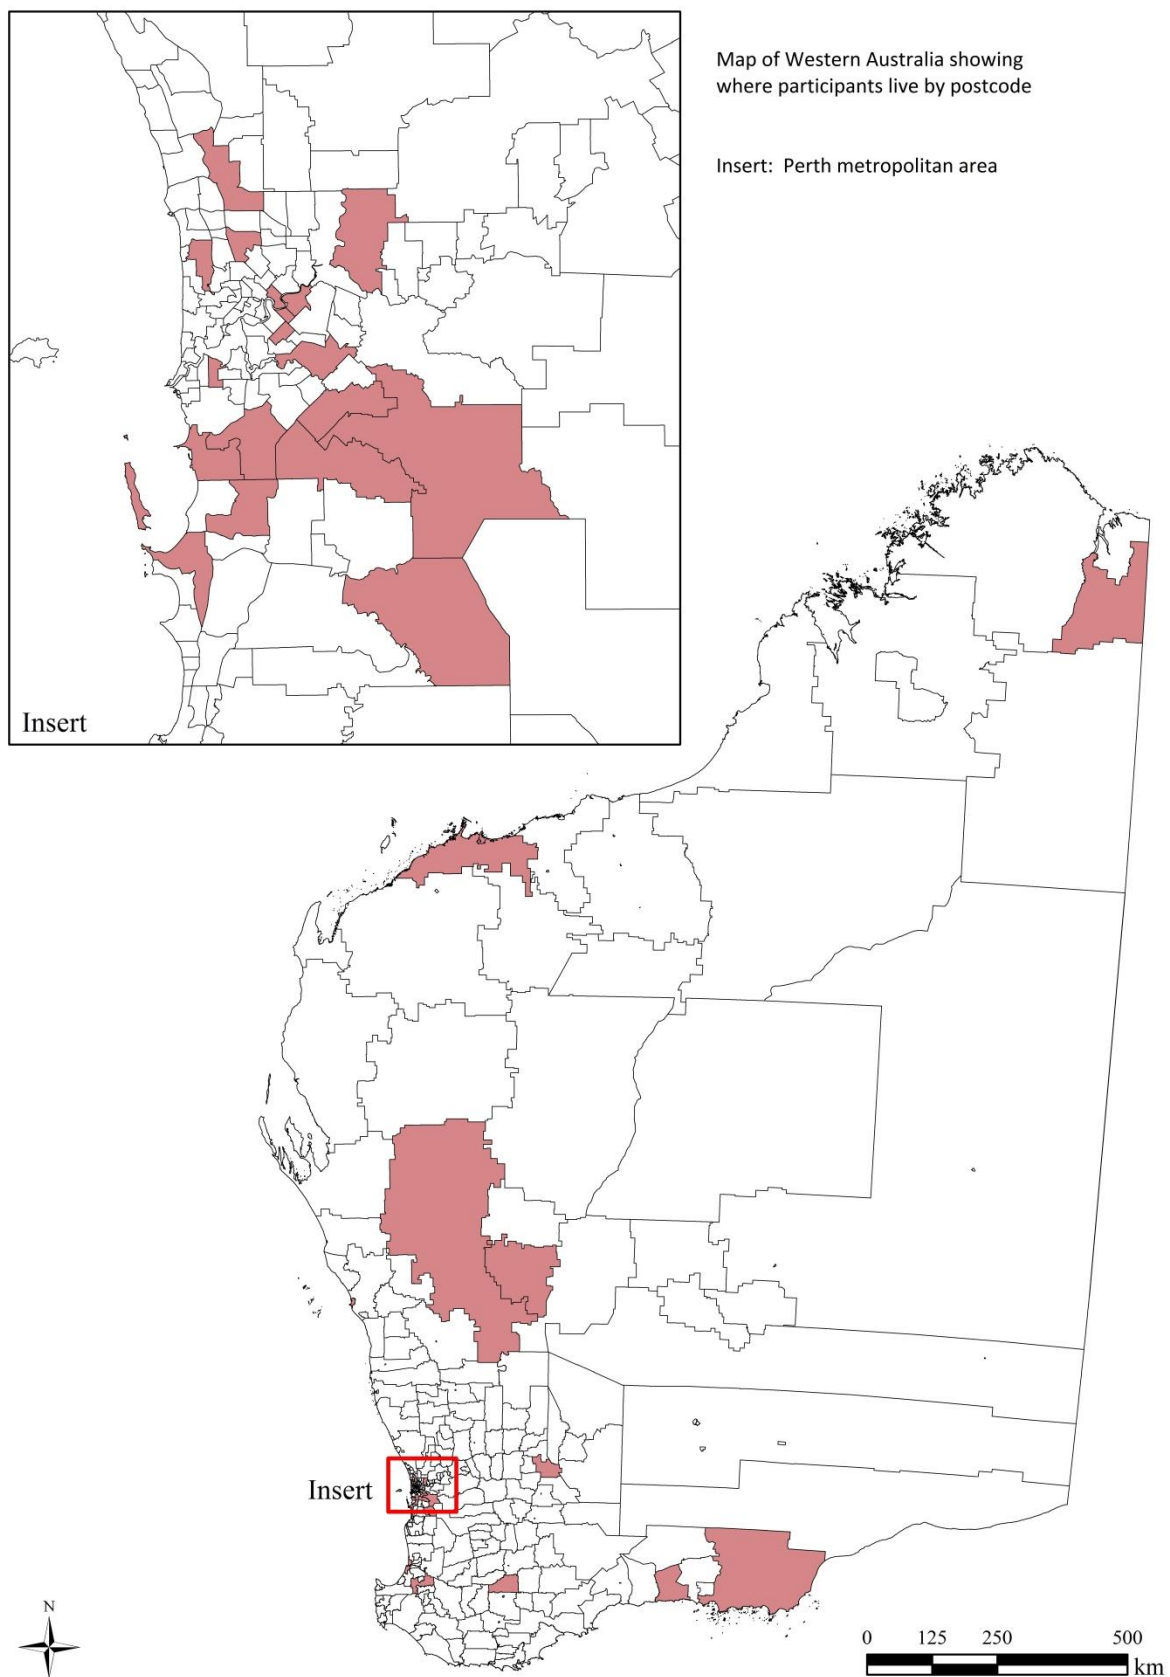 Map of Western Australia showing
where participants live by postcode
Insert: Perth metropolitan area
Insert
Insert
N
0 125 250 500
km